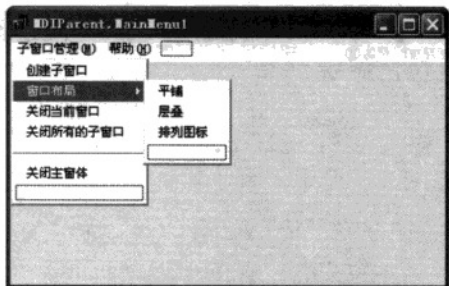 MDIParent.MainMenu1
子窗口管理(M) 帮助(H)
创建子窗口
窗口布局
平铺
关闭当前窗口
层叠
关闭所有的子窗口
排列图标
关闭主窗体